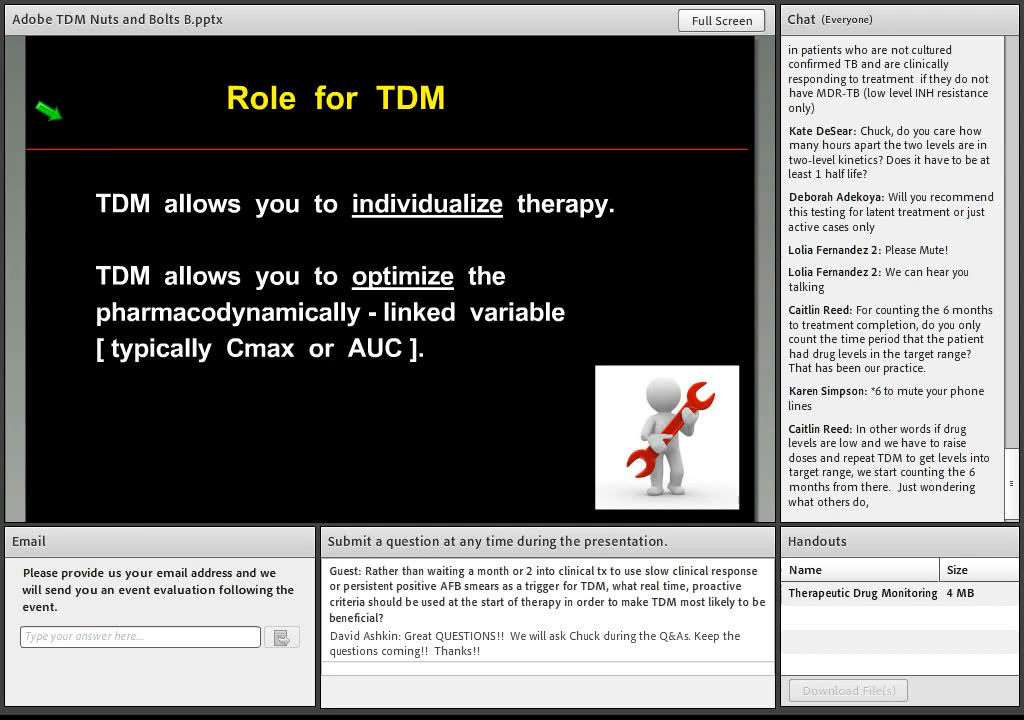 Adobe TDM Nuts and Bolts B.pptx
Full Screen
Role for TDM
TDM allows you to individualize therapy.
TDM allows you to optimize the
pharmacodynamically - linked variable
[ typically Cmax or AUC ].
Chat (Everyone)
in patients who are not cultured
confirmed TB and are clinically
responding to treatment if they do not
have MDR-TB (low level INH resistance
only)
Kate DeSear: Chuck, do you care how
many hours apart the two levels are in
two-level kinetics? Does it have to be at
least 1 half life?
Deborah Adekoya: Will you recommend
this testing for latent treatment or just
active cases only
Lolia Fernandez 2: Please Mute!
Lolia Fernandez 2: We can hear you
talking
Caitlin Reed: For counting the 6 months
to treatment completion, do you only
count the time period that the patient
had drug levels in the target range?
That has been our practice.
Karen Simpson: *6 to mute your phone
lines
Caitlin Reed: In other words if drug
levels are low and we have to raise
doses and repeat TDM to get levels into
target range, we start counting the 6
months from there. Just wondering
what others do,
Email
Please provide us your email address and we
will send you an event evaluation following the
event.
Type your answer here...
Submit a question at any time during the presentation.
Guest: Rather than waiting a month or 2 into clinical tx to use slow clinical response
or persistent positive AFB smears as a trigger for TDM, what real time, proactive
criteria should be used at the start of therapy in order to make TDM most likely to be
beneficial?
David Ashkin: Great QUESTIONS!! We will ask Chuck during the Q&As. Keep the
questions coming!! Thanks!!
Handouts
Name Size
Therapeutic Drug Monitoring 4 MB
Download File(s)